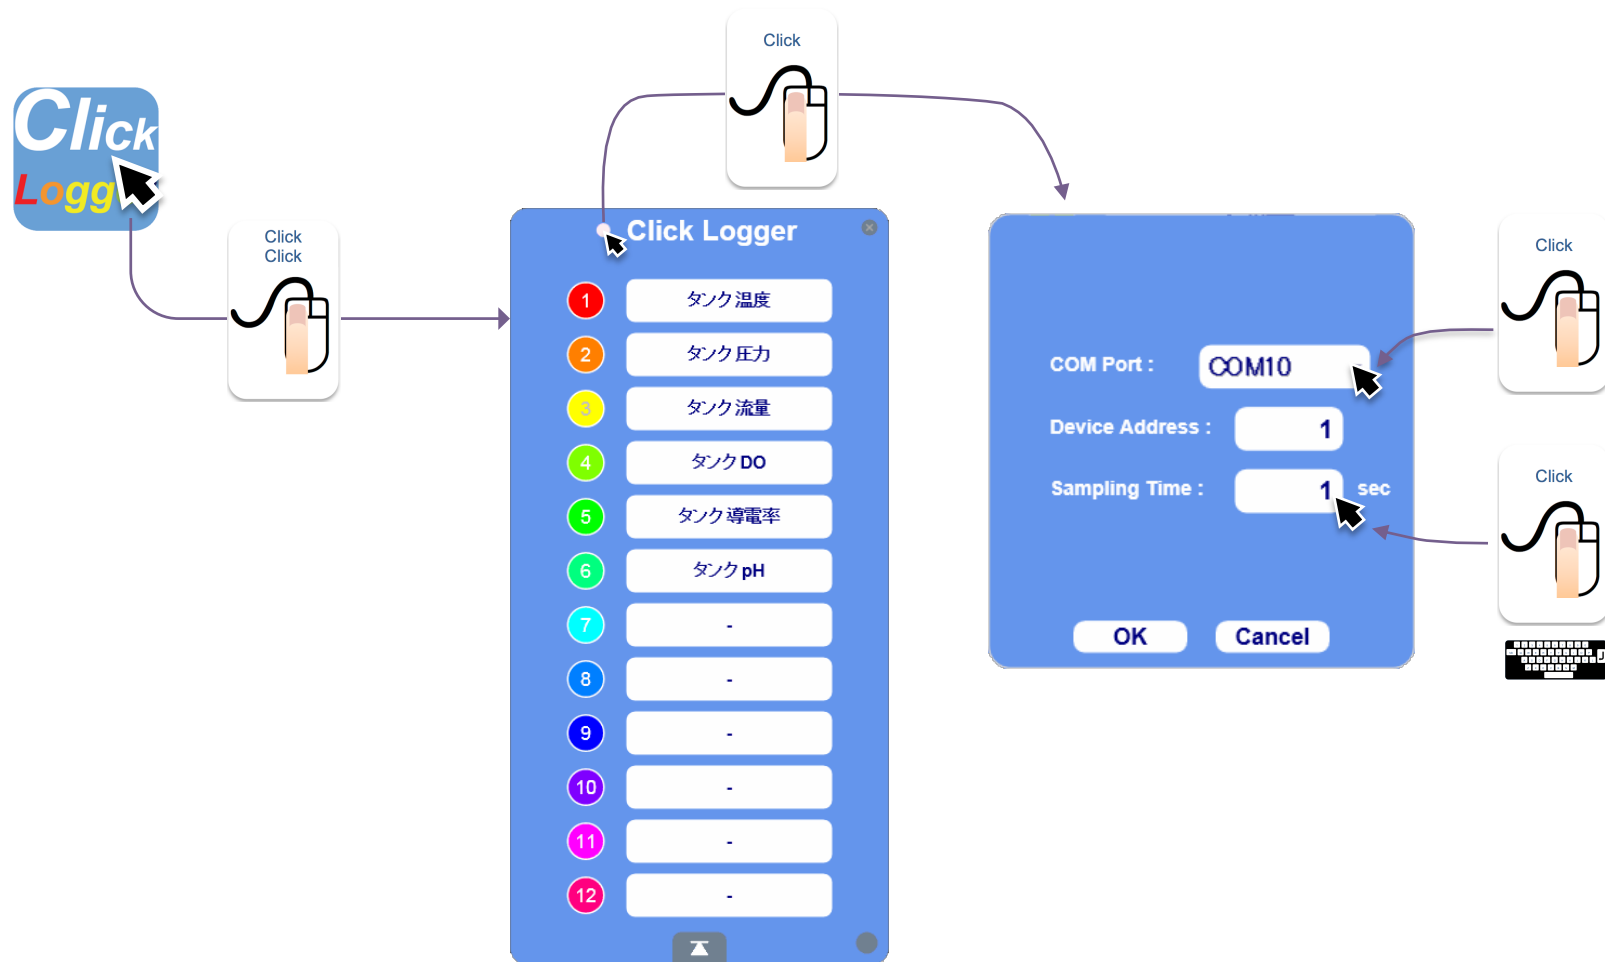 Click
Logg
Click
Click
Click
Click Logger
1 タンク温度
2 タンク圧力
3 タンク流量
4 タンクDO
5 タンク導電率
6 タンクpH
7 -
8 -
9 -
10 -
11 -
12 -
COM Port : COM10
Device Address : 1
Sampling Time : 1 sec
OK Cancel
Click
Click